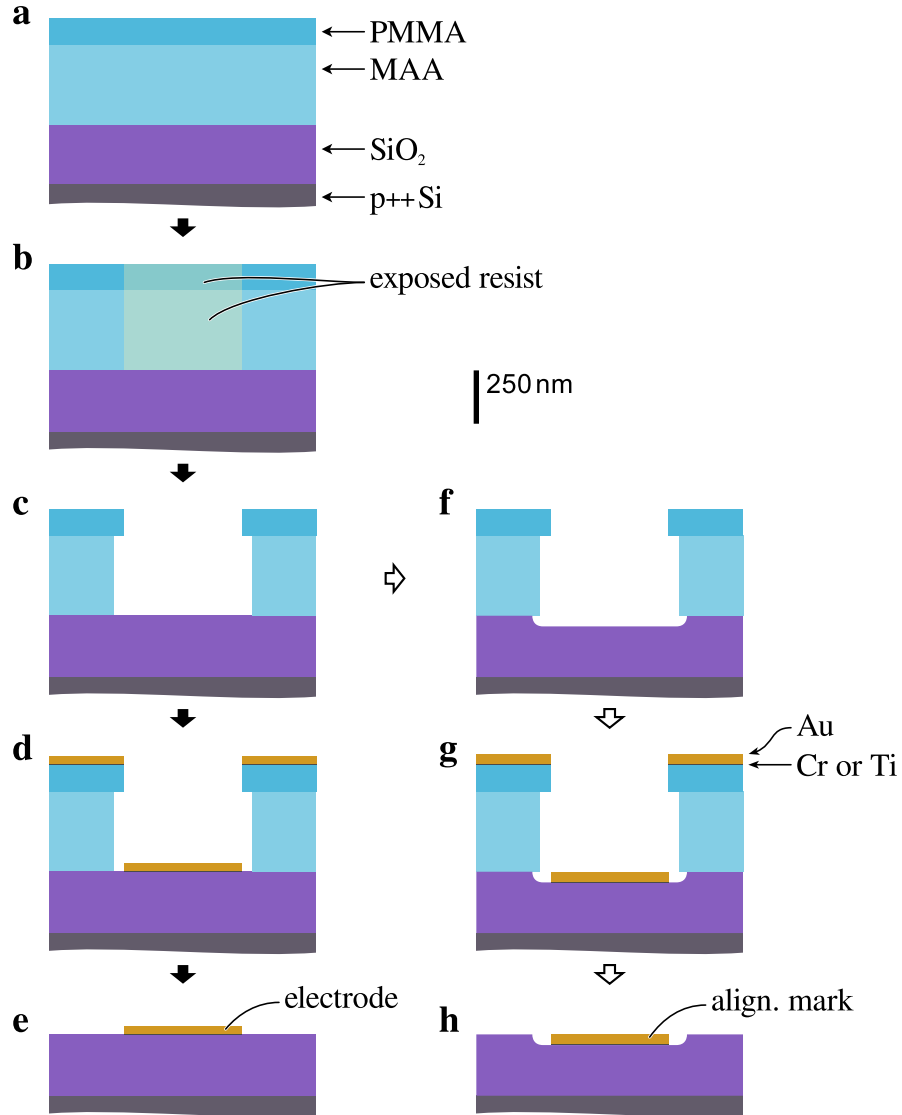 a
PMMA
MAA
SiO₂
p++Si
b
exposed resist
250 nm
c
f
d
g
Au
Cr or Ti
e
electrode
h
align. mark